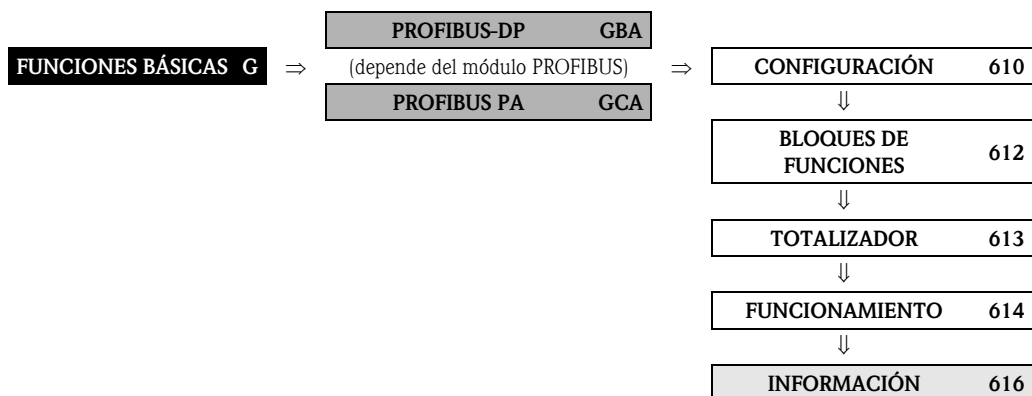 PROFIBUS-DP GBA
FUNCIONES BÁSICAS G ⇒ (depende del módulo PROFIBUS) ⇒ CONFIGURACIÓN 610
PROFIBUS PA GCA
⇓
BLOQUES DE
FUNCIONES 612
⇓
TOTALIZADOR 613
⇓
FUNCIONAMIENTO 614
⇓
INFORMACIÓN 616